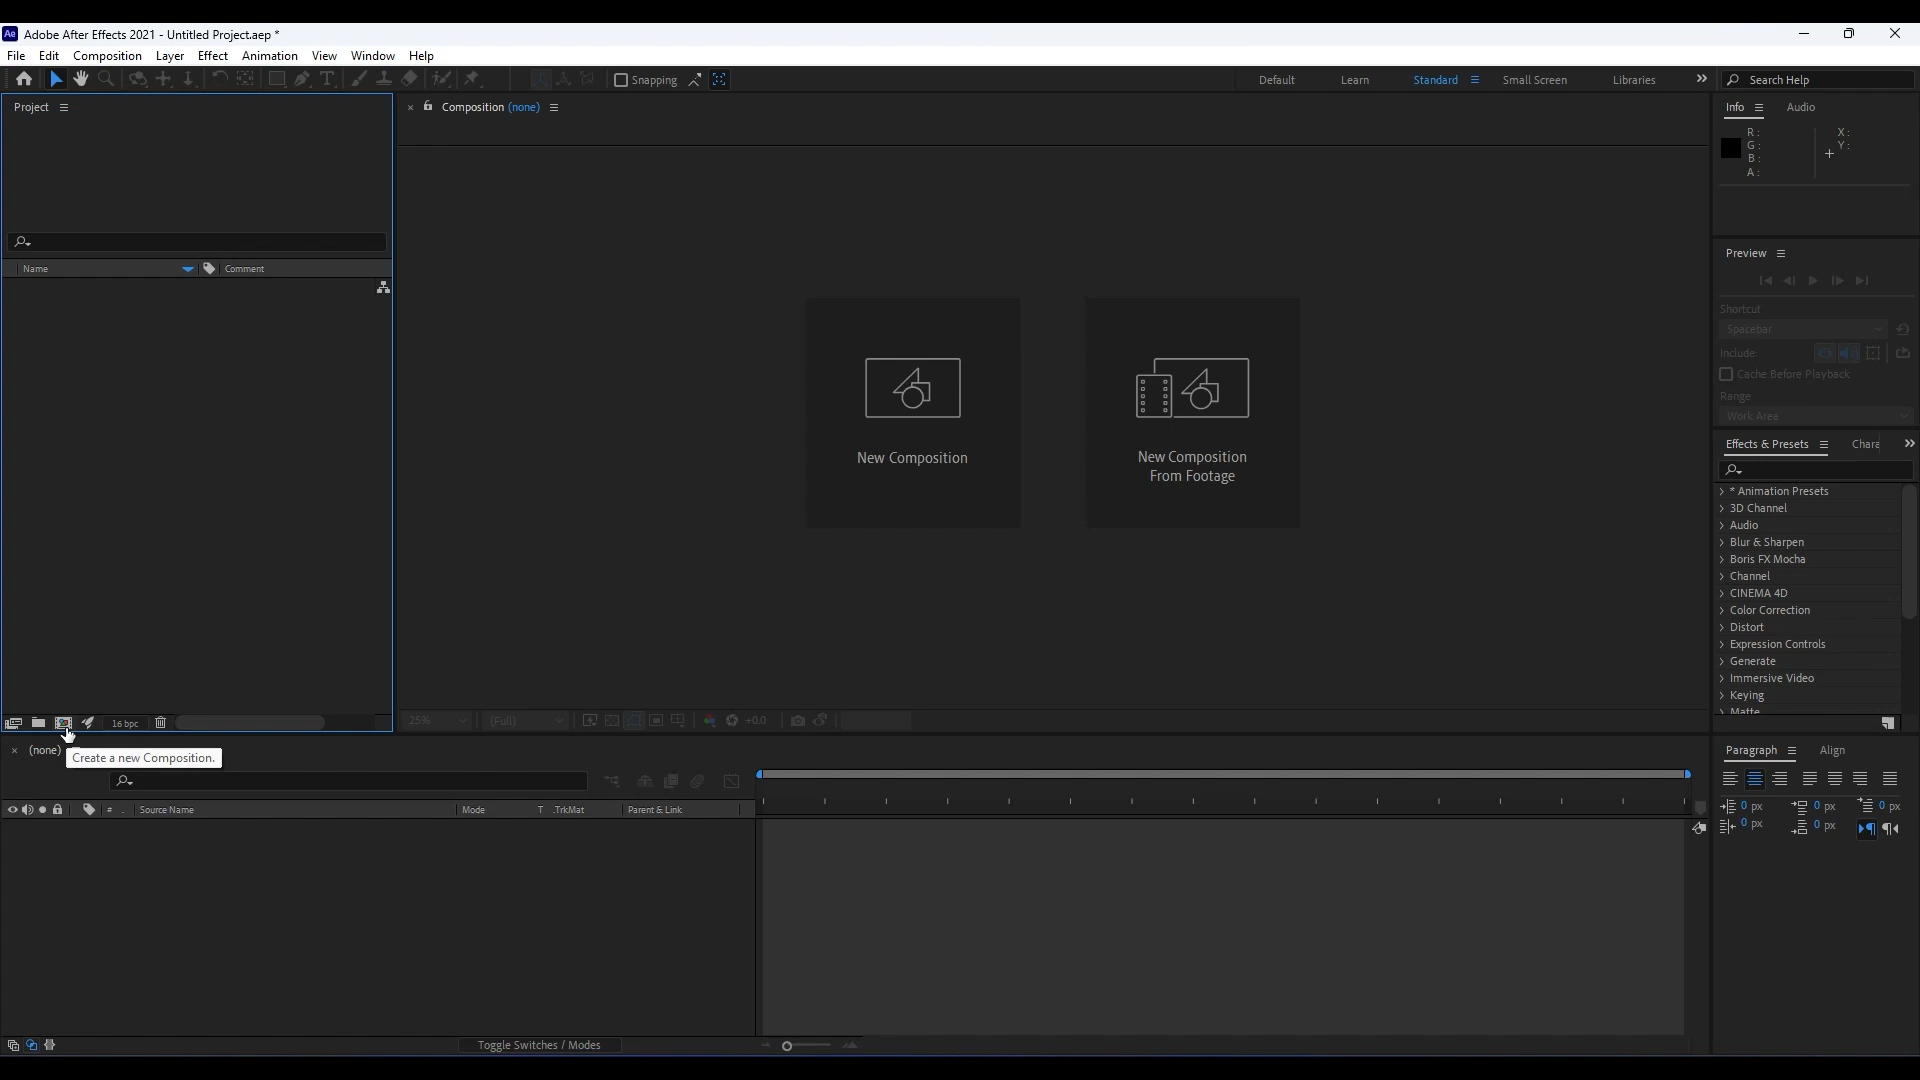 Ae Adobe After Effects 2021 - Untitled Project.aep *
File Edit Composition Layer Effect Animation View Window Help
Snapping Default Learn Standard Small Screen Libraries Search Help
Project
Composition (none)
Info Audio
R:
G:
B:
A:
X:
Y:
Name Comment
New Composition
New Composition
From Footage
Preview
Shortcut
Spacebar
Include:
Cache Before Playback
Range
Work Area
Effects & Presets Chara
* Animation Presets
3D Channel
Audio
Blur & Sharpen
Boris FX Mocha
Channel
CINEMA 4D
Color Correction
Distort
Expression Controls
Generate
Immersive Video
Keying
Matte
16 bpc
25% (Full) +0.0
(none)
Create a new Composition.
# . Source Name Mode T .TrkMat Parent & Link
Paragraph Align
0 px 0 px 0 px
0 px 0 px
Toggle Switches / Modes